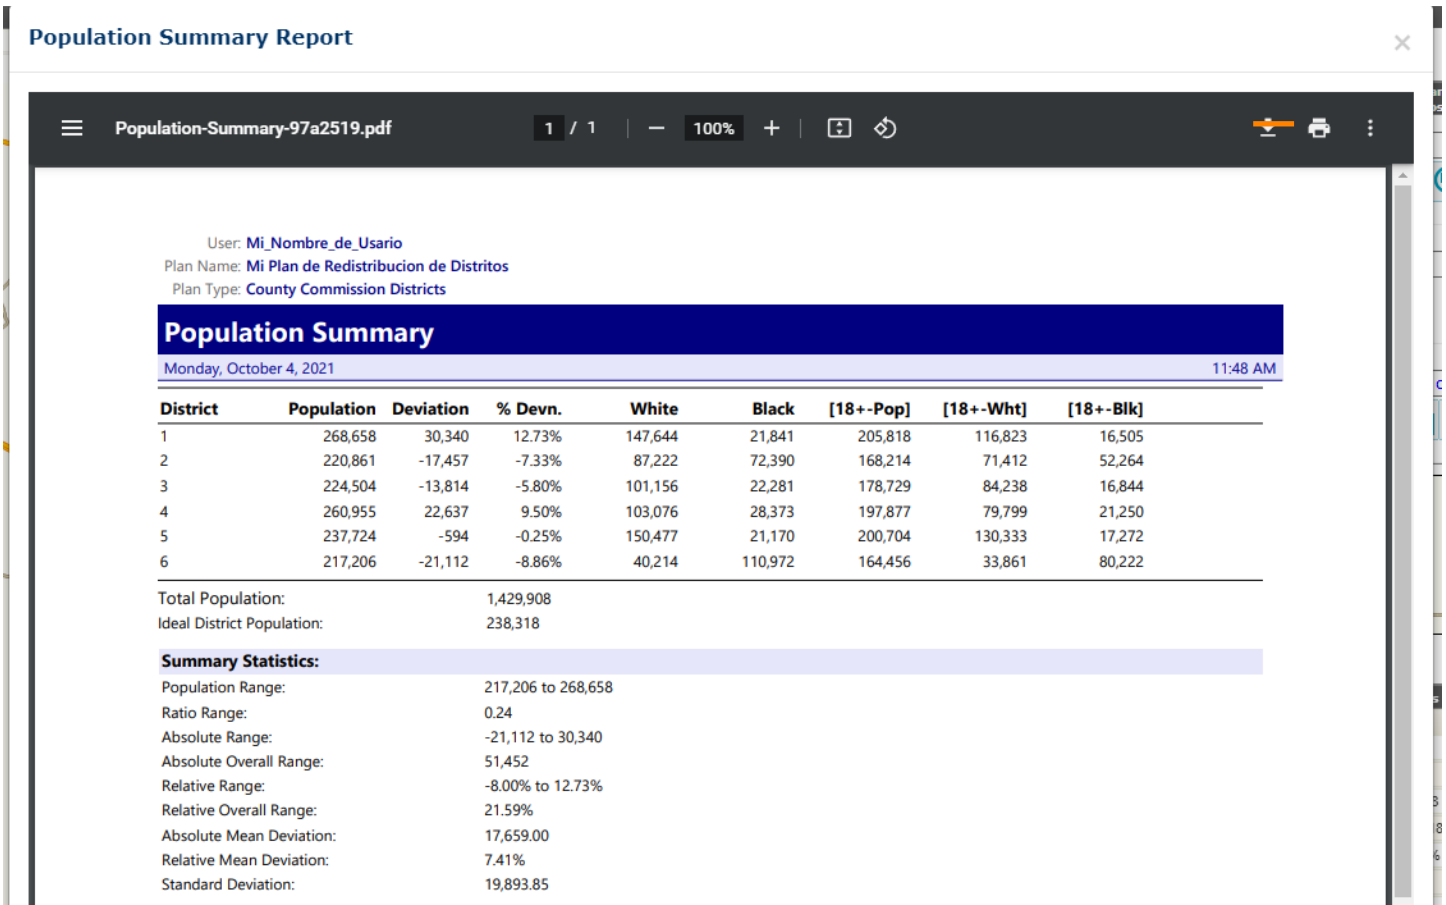 Population Summary Report
×
Population-Summary-97a2519.pdf 1 / 1 100%
User: Mi_Nombre_de_Usario
Plan Name: Mi Plan de Redistribucion de Distritos
Plan Type: County Commission Districts
Population Summary
Monday, October 4, 2021 11:48 AM
District Population Deviation % Devn. White Black [18+-Pop] [18+-Wht] [18+-Blk]
1 268,658 30,340 12.73% 147,644 21,841 205,818 116,823 16,505
2 220,861 -17,457 -7.33% 87,222 72,390 168,214 71,412 52,264
3 224,504 -13,814 -5.80% 101,156 22,281 178,729 84,238 16,844
4 260,955 22,637 9.50% 103,076 28,373 197,877 79,799 21,250
5 237,724 -594 -0.25% 150,477 21,170 200,704 130,333 17,272
6 217,206 -21,112 -8.86% 40,214 110,972 164,456 33,861 80,222
Total Population: 1,429,908
Ideal District Population: 238,318
Summary Statistics:
Population Range: 217,206 to 268,658
Ratio Range: 0.24
Absolute Range: -21,112 to 30,340
Absolute Overall Range: 51,452
Relative Range: -8.00% to 12.73%
Relative Overall Range: 21.59%
Absolute Mean Deviation: 17,659.00
Relative Mean Deviation: 7.41%
Standard Deviation: 19,893.85